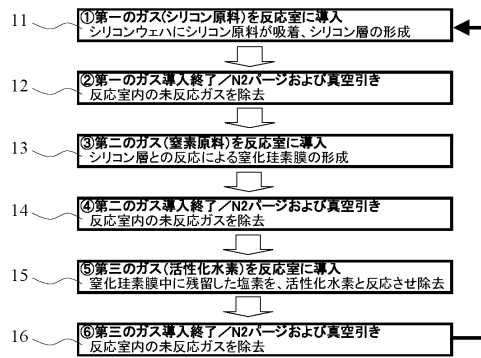 11
①第一のガス(シリコン原料)を反応室に導入
シリコンウェハにシリコン原料が吸着、シリコン層の形成
12
②第一のガス導入終了／N2パージおよび真空引き
反応室内の未反応ガスを除去
13
③第二のガス(窒素原料)を反応室に導入
シリコン層との反応による窒化珪素膜の形成
14
④第二のガス導入終了／N2パージおよび真空引き
反応室内の未反応ガスを除去
15
⑤第三のガス(活性化水素)を反応室に導入
窒化珪素膜中に残留した塩素を、活性化水素と反応させ除去
16
⑥第三のガス導入終了／N2パージおよび真空引き
反応室内の未反応ガスを除去